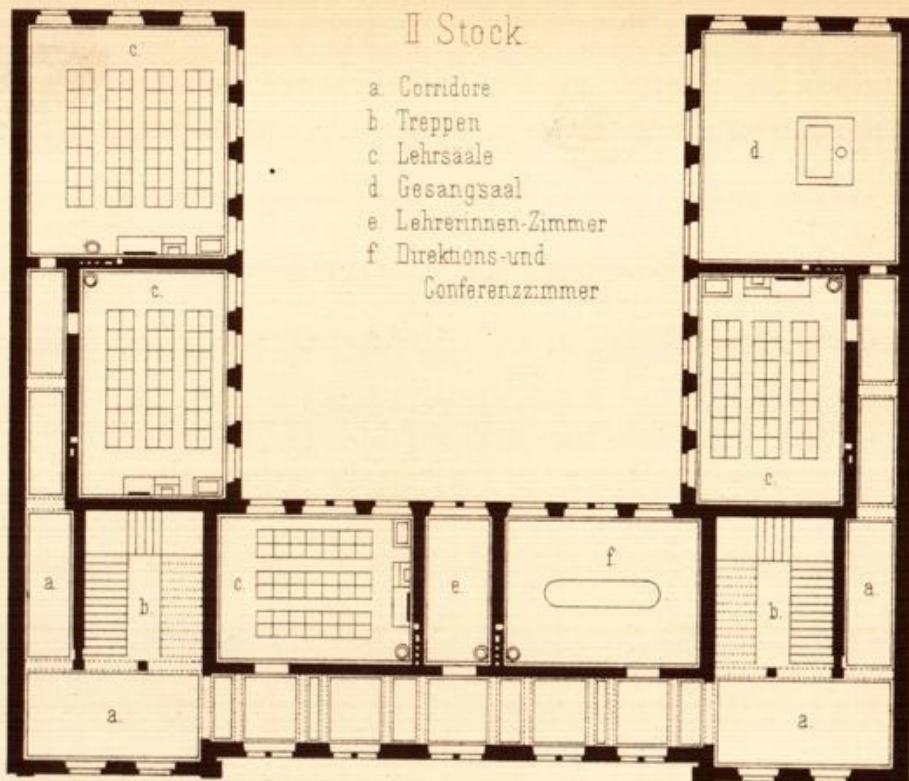 II Stock
a. Corridore
b. Treppen
c. Lehrsaale
d. Gesangsaal
e. Lehrerinnen-Zimmer
f. Direktions-und
Conferenzzimmer
c.
d.
c.
c.
a.
b.
c.
e.
f
b.
a.
a.
a.